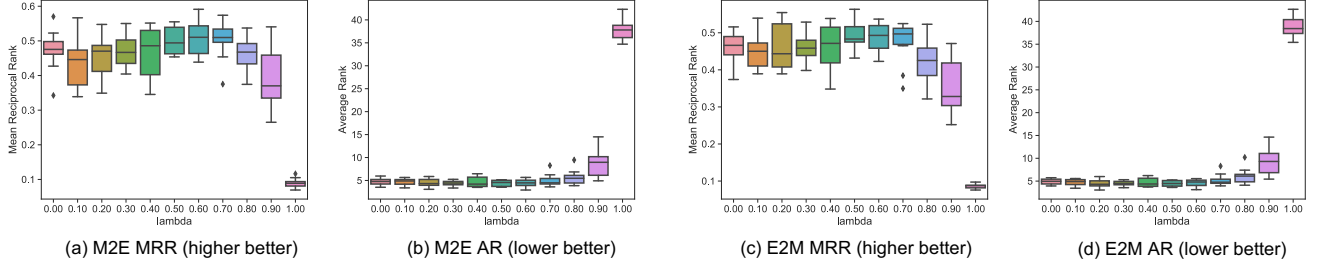 Mean Reciprocal Rank
0.6
0.5
0.4
0.3
0.2
0.1
0.00 0.10 0.20 0.30 0.40 0.50 0.60 0.70 0.80 0.90 1.00
lambda
(a) M2E MRR (higher better)
Average Rank
40
35
30
25
20
15
10
5
0
0.00 0.10 0.20 0.30 0.40 0.50 0.60 0.70 0.80 0.90 1.00
lambda
(b) M2E AR (lower better)
Mean Reciprocal Rank
0.5
0.4
0.3
0.2
0.1
0.00 0.10 0.20 0.30 0.40 0.50 0.60 0.70 0.80 0.90 1.00
lambda
(c) E2M MRR (higher better)
Average Rank
40
35
30
25
20
15
10
5
0
0.00 0.10 0.20 0.30 0.40 0.50 0.60 0.70 0.80 0.90 1.00
lambda
(d) E2M AR (lower better)